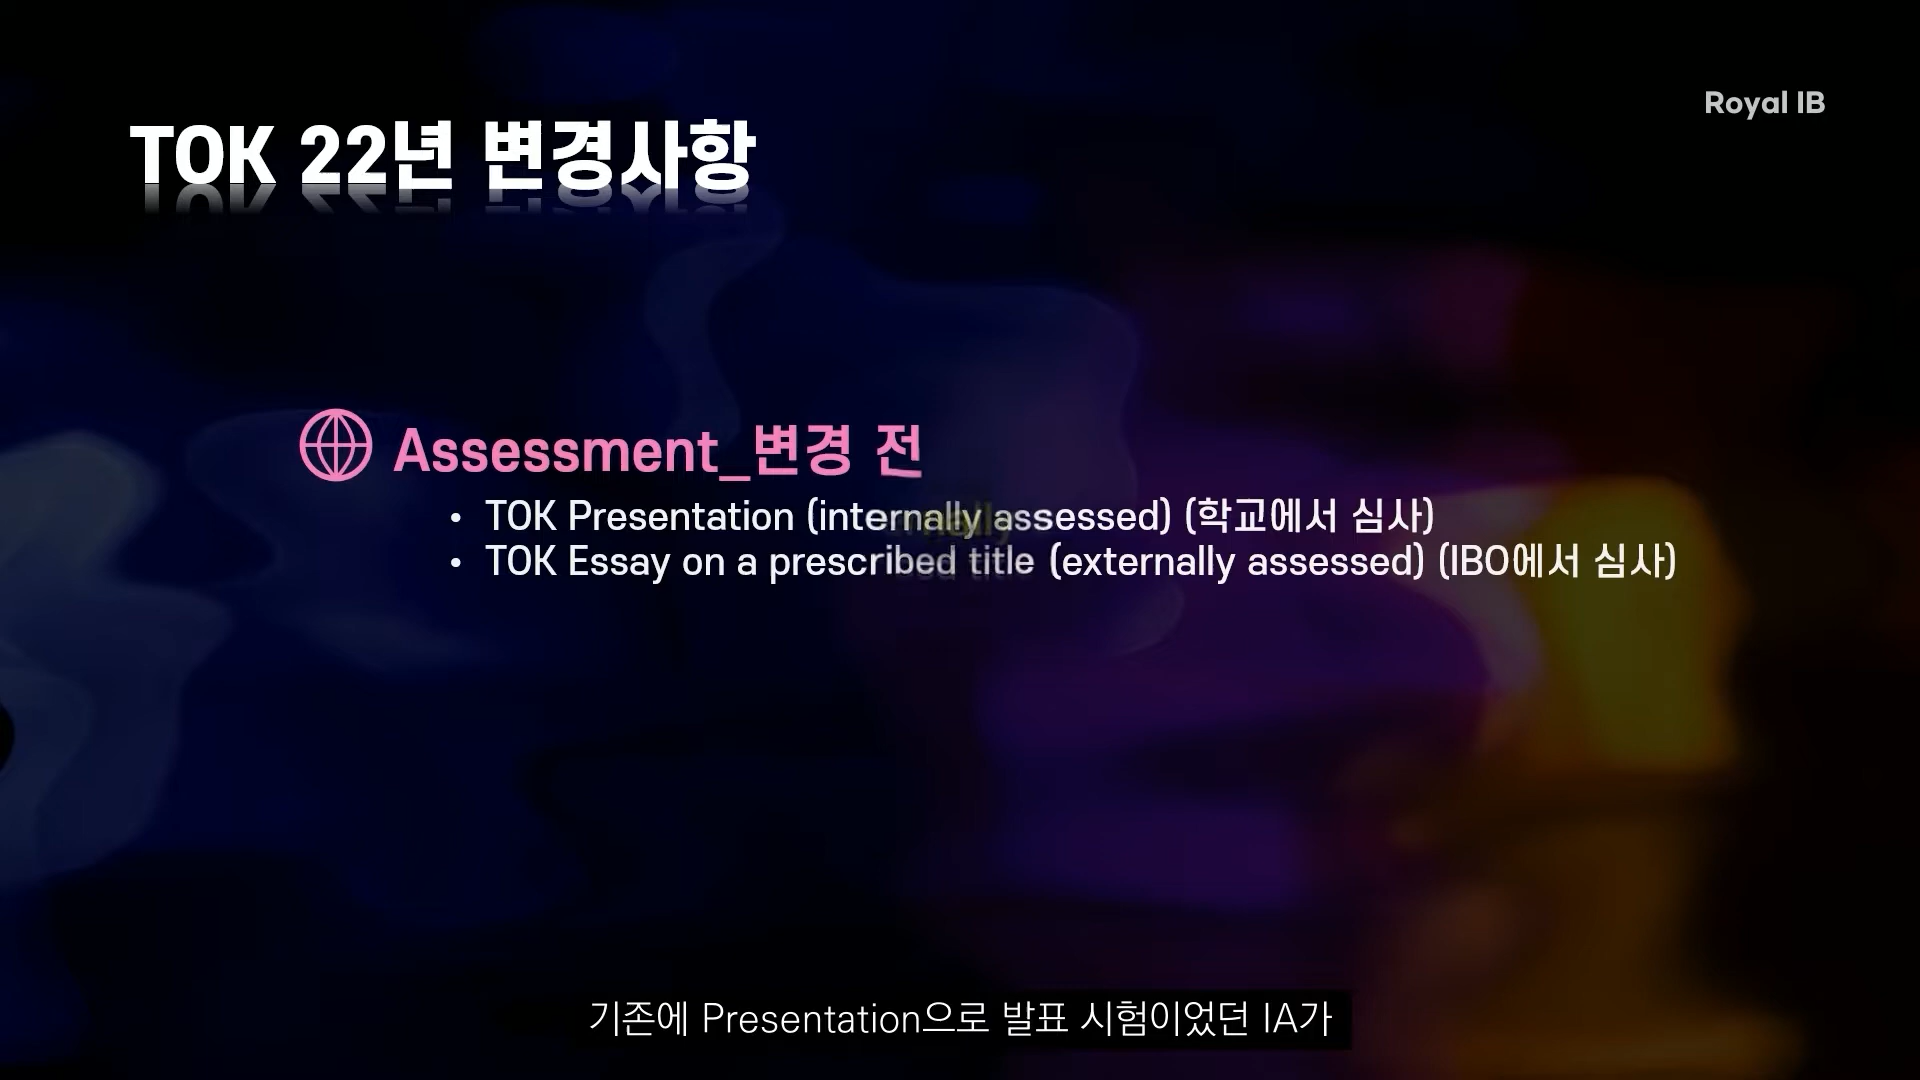 Royal IB
TOK 22년 변경사항
Assessment_변경 전
• TOK Presentation (internally assessed) (학교에서 심사)
• TOK Essay on a prescribed title (externally assessed) (IBO에서 심사)
기존에 Presentation으로 발표 시험이었던 IA가